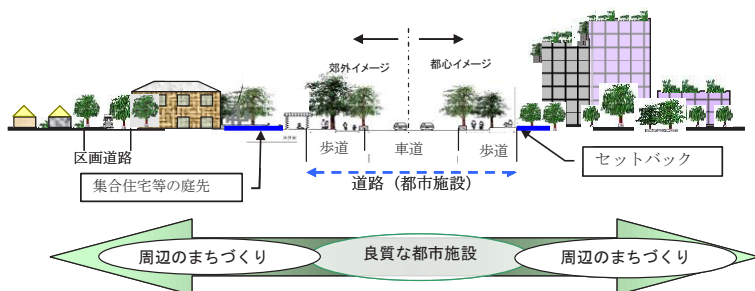 郊外イメージ
都心イメージ
歩道
車道
歩道
区画道路
セットバック
集合住宅等の庭先
道路（都市施設）
周辺のまちづくり
良質な都市施設
周辺のまちづくり